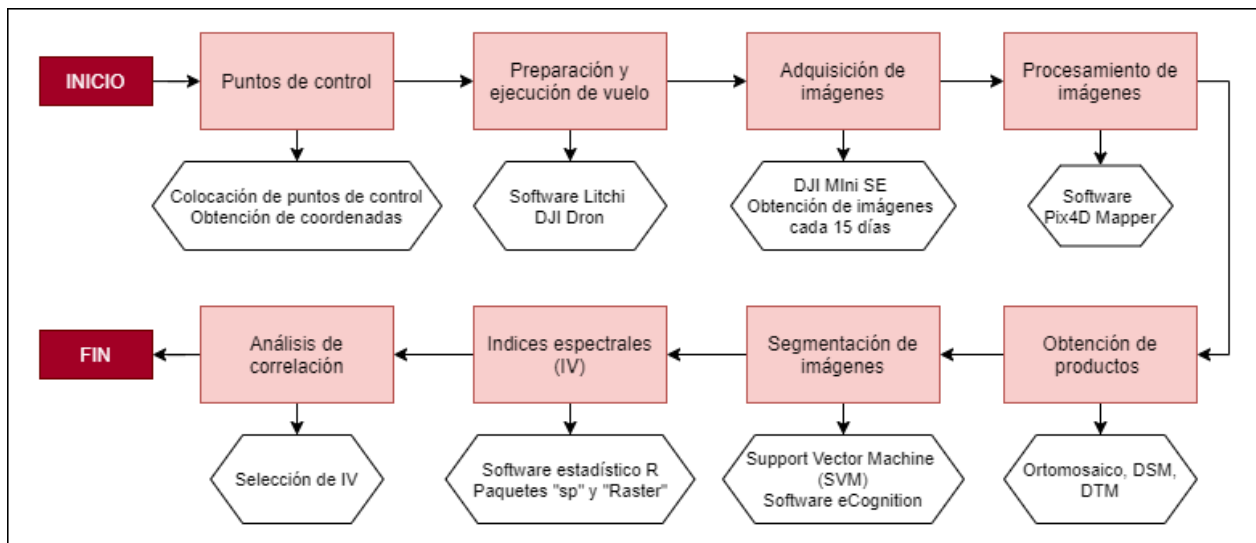 INICIO
Puntos de control
Preparación y
ejecución de vuelo
Adquisición de
imágenes
Procesamiento de
imágenes
Colocación de puntos de control
Obtención de coordenadas
Software Litchi
DJI Dron
DJI MIni SE
Obtención de imágenes
cada 15 días
Software
Pix4D Mapper
FIN
Análisis de
correlación
Indices espectrales
(IV)
Segmentación de
imágenes
Obtención de
productos
Selección de IV
Software estadístico R
Paquetes "sp" y "Raster"
Support Vector Machine
(SVM)
Software eCognition
Ortomosaico, DSM,
DTM